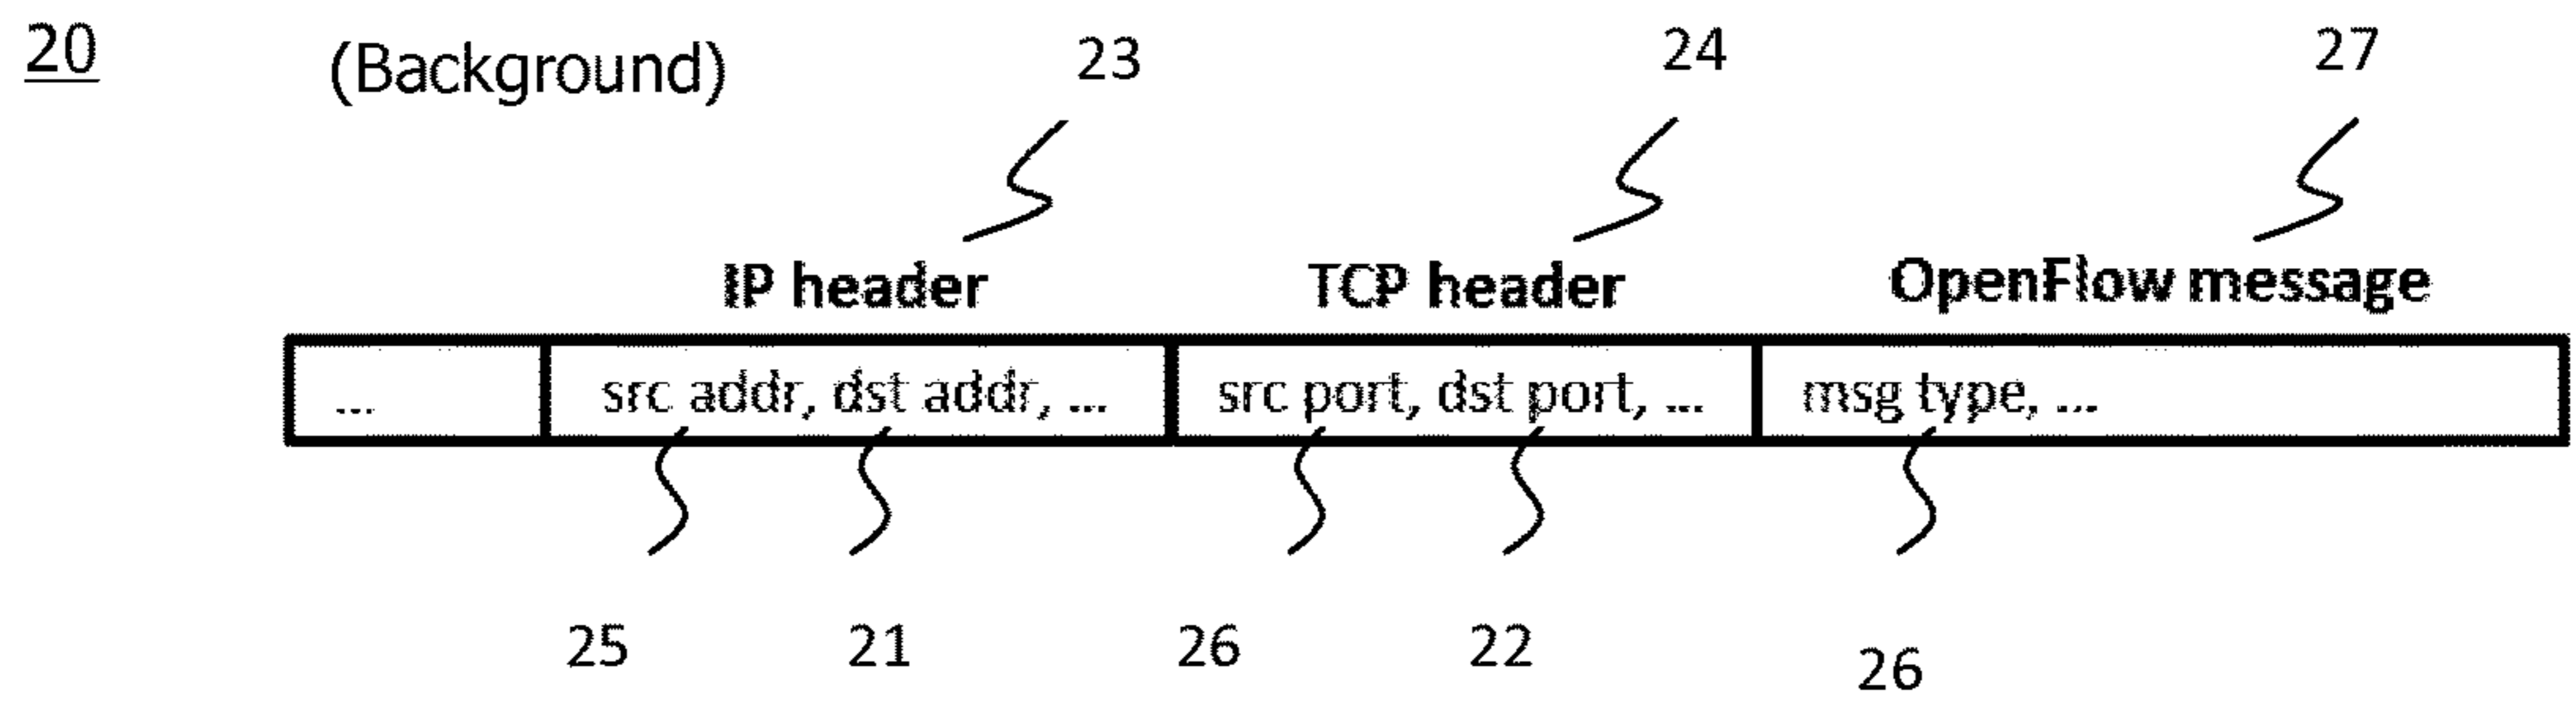 20 (Background) 23 24 27
IP header TCP header OpenFlow message
... src addr, dst addr, ... src port, dst port, ... msg type, ...
25 21 26 22 26